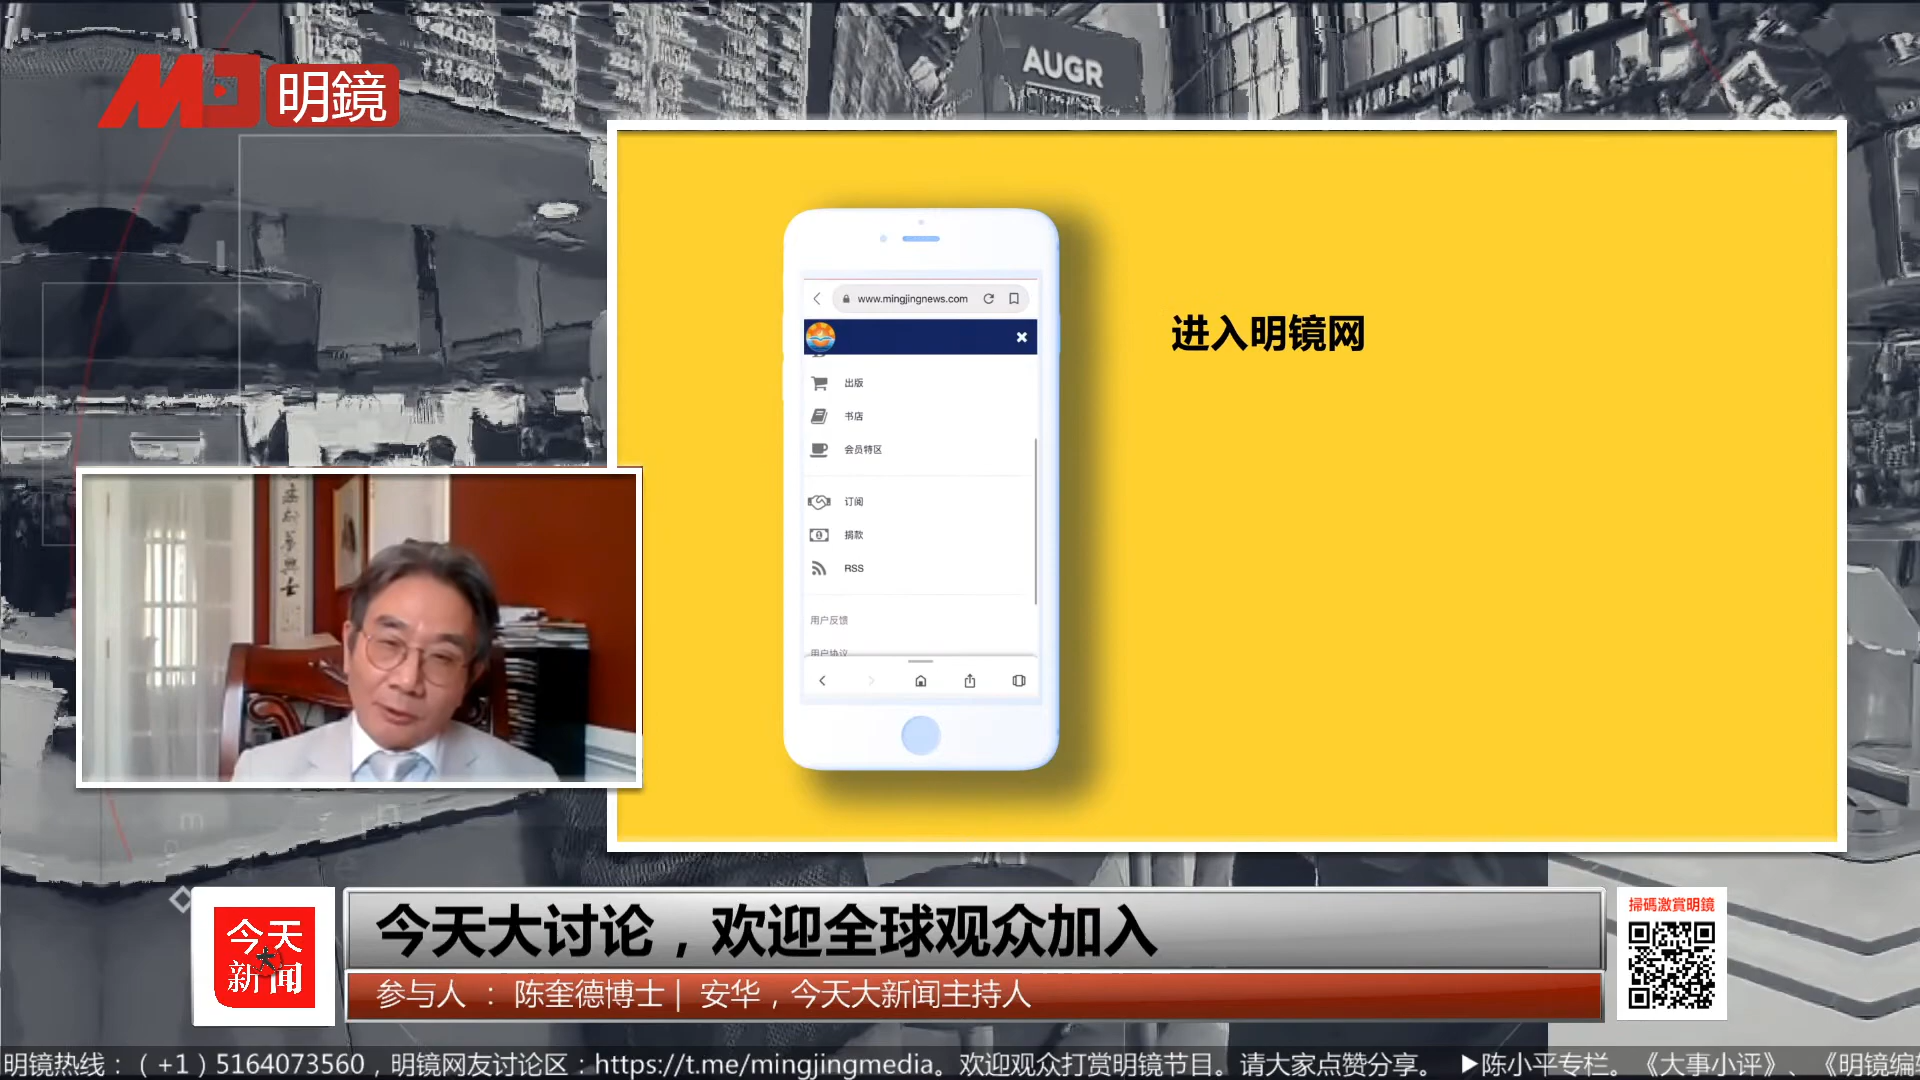 明鏡
AUGR
www.mingjingnews.com
进入明镜网
出版
书店
会员特区
订阅
捐款
RSS
用户反馈
用户协议
今天大新闻
今天大讨论，欢迎全球观众加入
参与人 ： 陈奎德博士| 安华，今天大新闻主持人
掃碼激賞明鏡
明镜热线：（+1）5164073560，明镜网友讨论区：https://t.me/mingjingmedia。欢迎观众打赏明镜节目。请大家点赞分享。 ▶陈小平专栏。《大事小评》、《明镜编